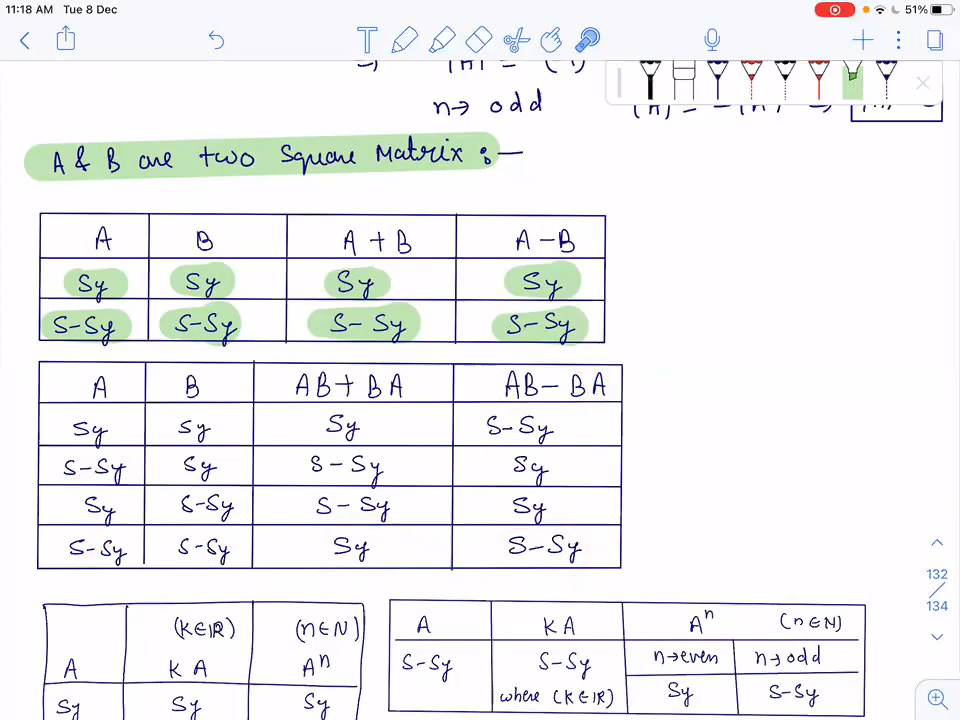 11:18 AM Tue 8 Dec
51%
n→ odd
A & B are two Square Matrix :—
A B A + B A − B
Sy Sy Sy Sy
S-Sy S-Sy S-Sy S-Sy
A B AB + BA AB − BA
Sy Sy Sy S-Sy
S-Sy Sy S-Sy Sy
Sy S-Sy S-Sy Sy
S-Sy S-Sy Sy S-Sy
132
/
134
(K∈ℝ) (n∈N)
A KA Aⁿ
Sy Sy Sy
A KA Aⁿ (n∈N)
S-Sy S-Sy n→even n→odd
where (K∈ℝ) Sy S-Sy